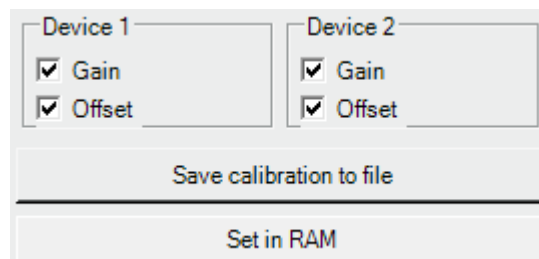 Device 1
Device 2
Gain
Gain
Offset
Offset
Save calibration to file
Set in RAM